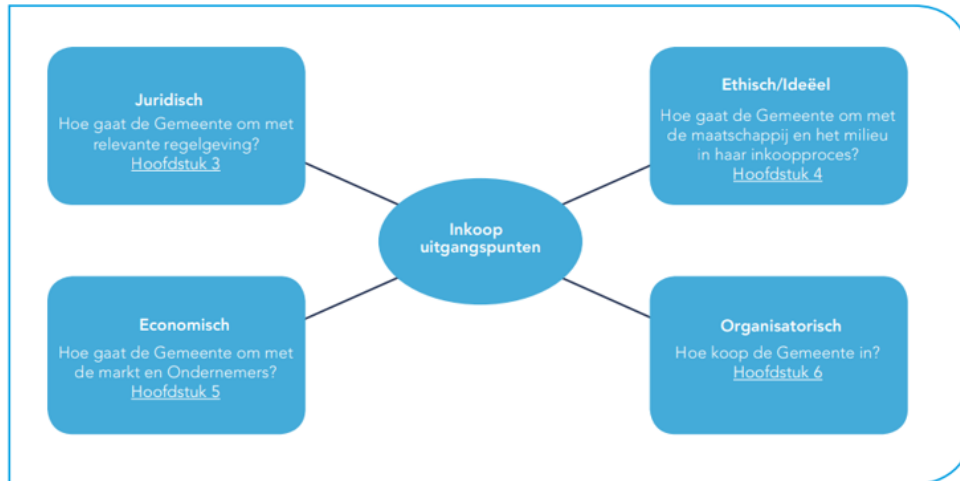 Juridisch
Hoe gaat de Gemeente om met
relevante regelgeving?
Hoofdstuk 3
Ethisch/Ideëel
Hoe gaat de Gemeente om met
de maatschappij en het milieu
in haar inkoopproces?
Hoofdstuk 4
Inkoop
uitgangspunten
Economisch
Hoe gaat de Gemeente om met
de markt en Ondernemers?
Hoofdstuk 5
Organisatorisch
Hoe koop de Gemeente in?
Hoofdstuk 6